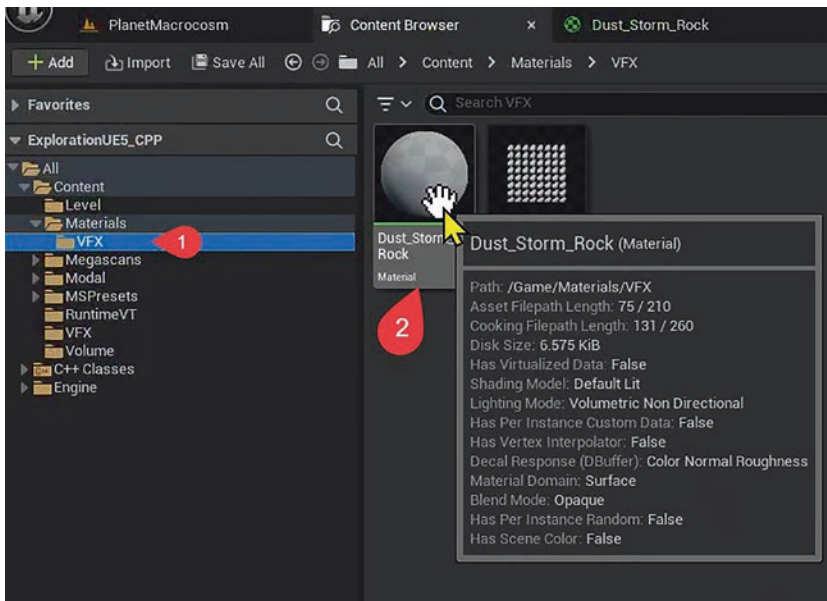 PlanetMacrocosm
Content Browser
Dust_Storm_Rock
Add
Import
Save All
All > Content > Materials > VFX
Favorites
Search VFX
ExplorationUE5_CPP
All
Content
Level
Materials
VFX
1
Megascans
Modal
MSPresets
RuntimeVT
VFX
Volume
C++ Classes
Engine
Dust_Storm_
Rock
Material
2
Dust_Storm_Rock (Material)
Path: /Game/Materials/VFX
Asset Filepath Length: 75 / 210
Cooking Filepath Length: 131 / 260
Disk Size: 6.575 KiB
Has Virtualized Data: False
Shading Model: Default Lit
Lighting Mode: Volumetric Non Directional
Has Per Instance Custom Data: False
Has Vertex Interpolator: False
Decal Response (DBuffer): Color Normal Roughness
Material Domain: Surface
Blend Mode: Opaque
Has Per Instance Random: False
Has Scene Color: False